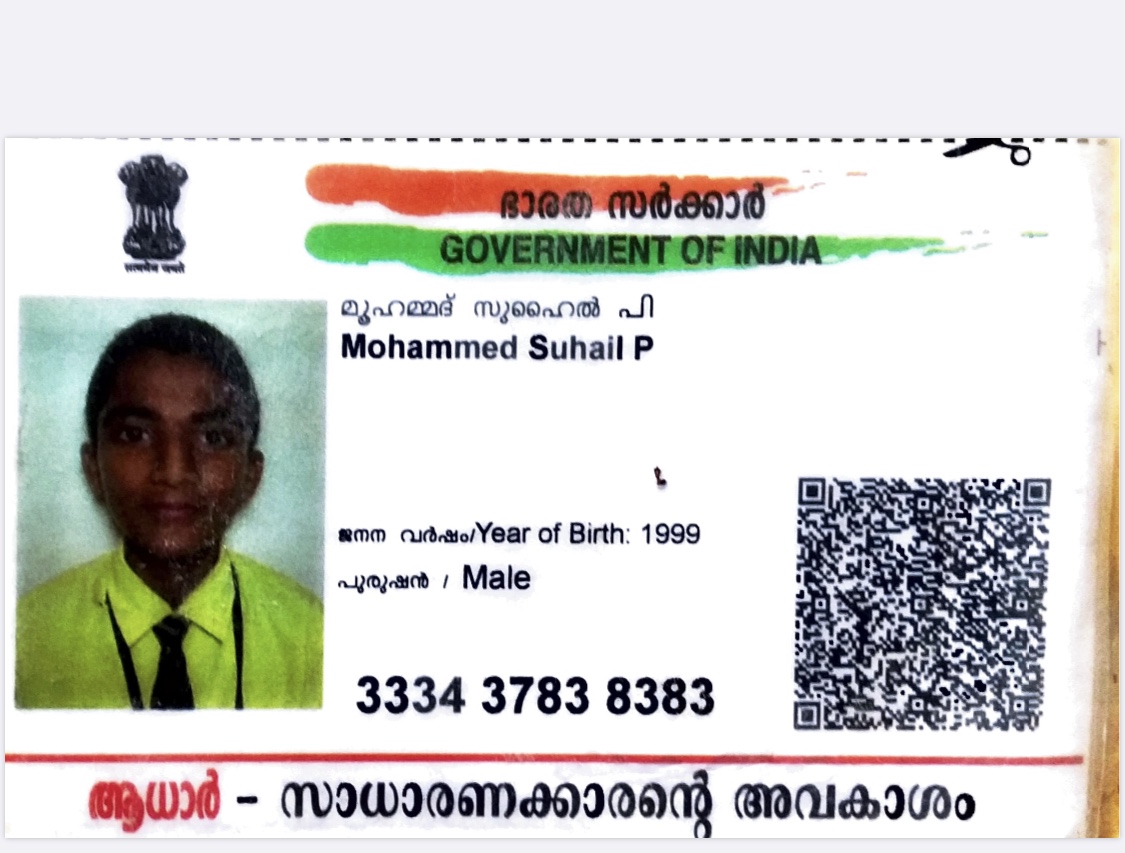 सत्यमेव जयते
ഭാരത സർക്കാർ
GOVERNMENT OF INDIA
മുഹമ്മദ് സുഹൈൽ പി
Mohammed Suhail P
ജനന വർഷം/Year of Birth: 1999
പുരുഷൻ / Male
3334 3783 8383
ആധാർ - സാധാരണക്കാരന്റെ അവകാശം